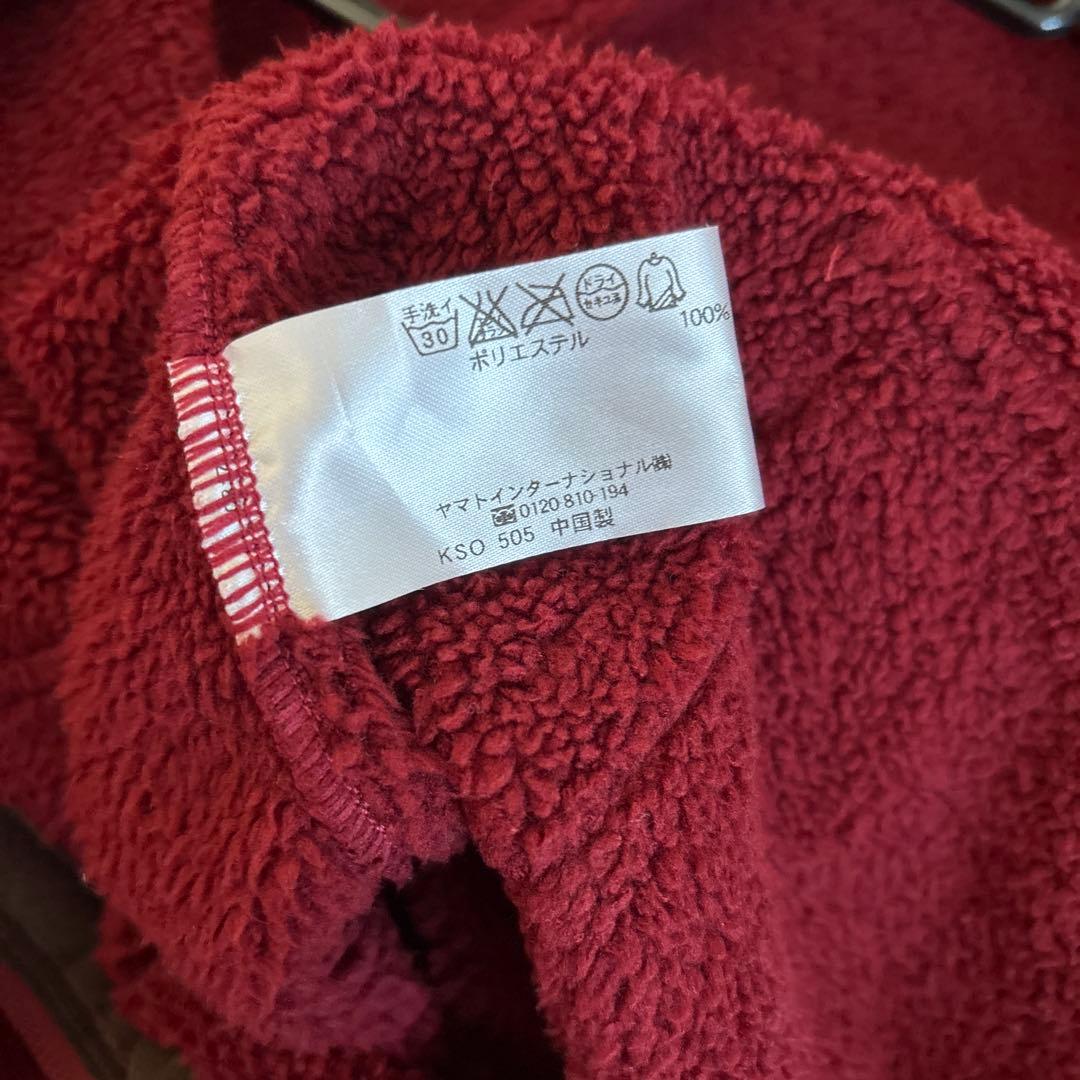 手洗イ
30
ドライ
セキユ系
ポリエステル 100%
ヤマトインターナショナル㈱
0120 810-194
KSO 505 中国製